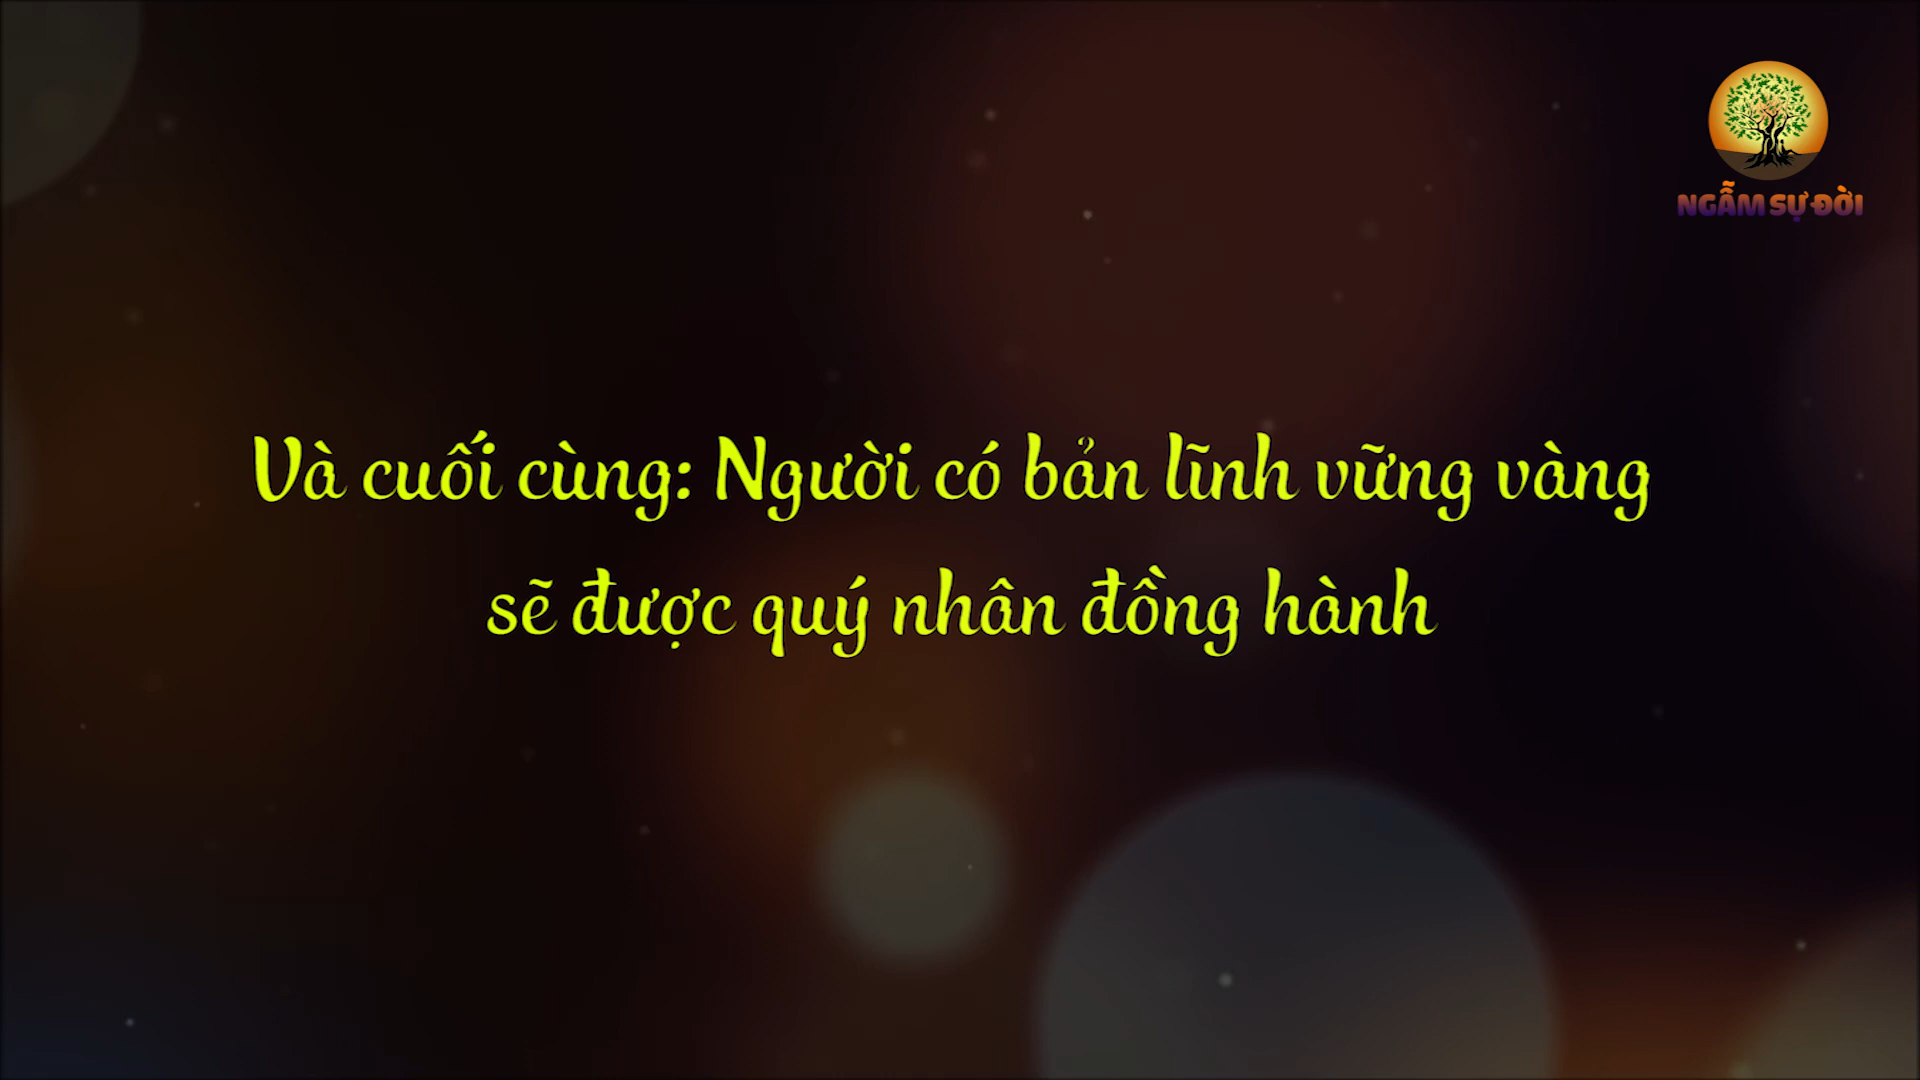 NGẪM SỰ ĐỜI
Và cuối cùng: Người có bản lĩnh vững vàng
sẽ được quý nhân đồng hành